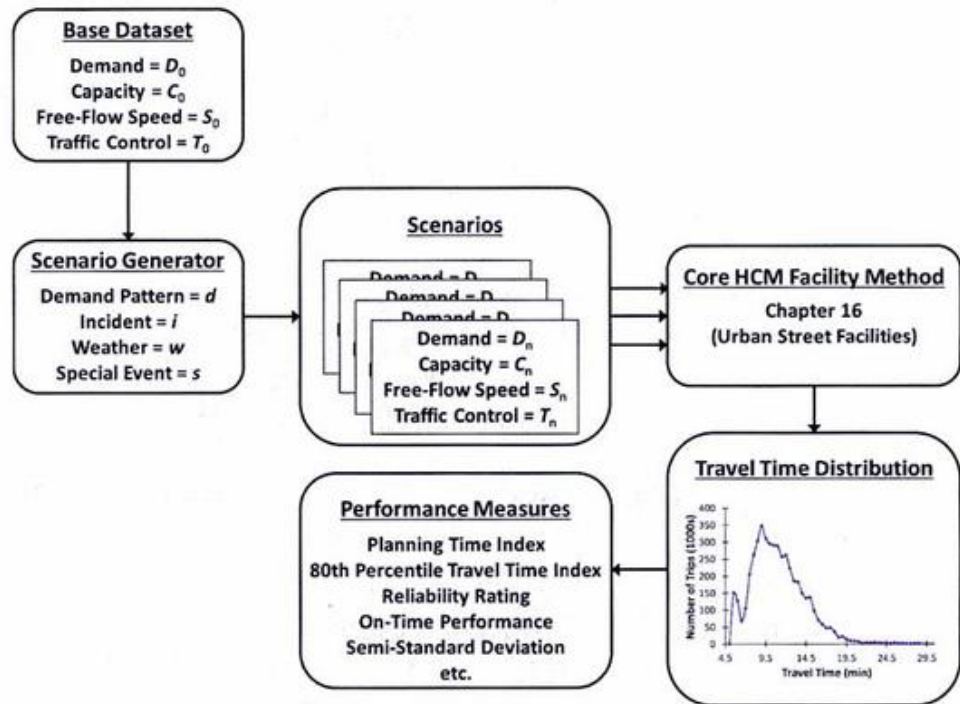 Base Dataset
Demand = D₀
Capacity = C₀
Free-Flow Speed = S₀
Traffic Control = T₀
Scenario Generator
Demand Pattern = d
Incident = i
Weather = w
Special Event = s
Scenarios
Demand = D
Demand = D
Demand = D
Demand = Dₙ
Capacity = Cₙ
Free-Flow Speed = Sₙ
Traffic Control = Tₙ
Core HCM Facility Method
Chapter 16
(Urban Street Facilities)
Travel Time Distribution
Number of Trips (1000s)
400
350
300
250
200
150
100
50
0
4.5 9.5 14.5 19.5 24.5 29.5
Travel Time (min)
Performance Measures
Planning Time Index
80th Percentile Travel Time Index
Reliability Rating
On-Time Performance
Semi-Standard Deviation
etc.